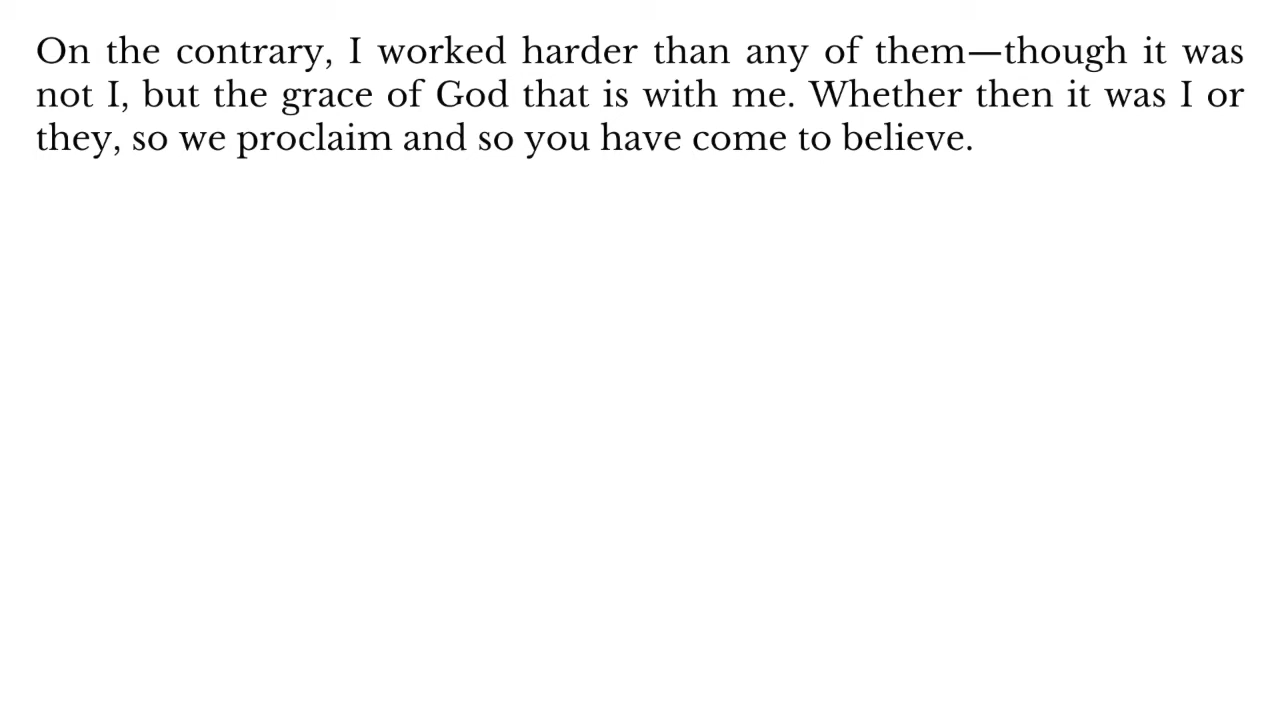 On the contrary, I worked harder than any of them—though it was
not I, but the grace of God that is with me. Whether then it was I or
they, so we proclaim and so you have come to believe.